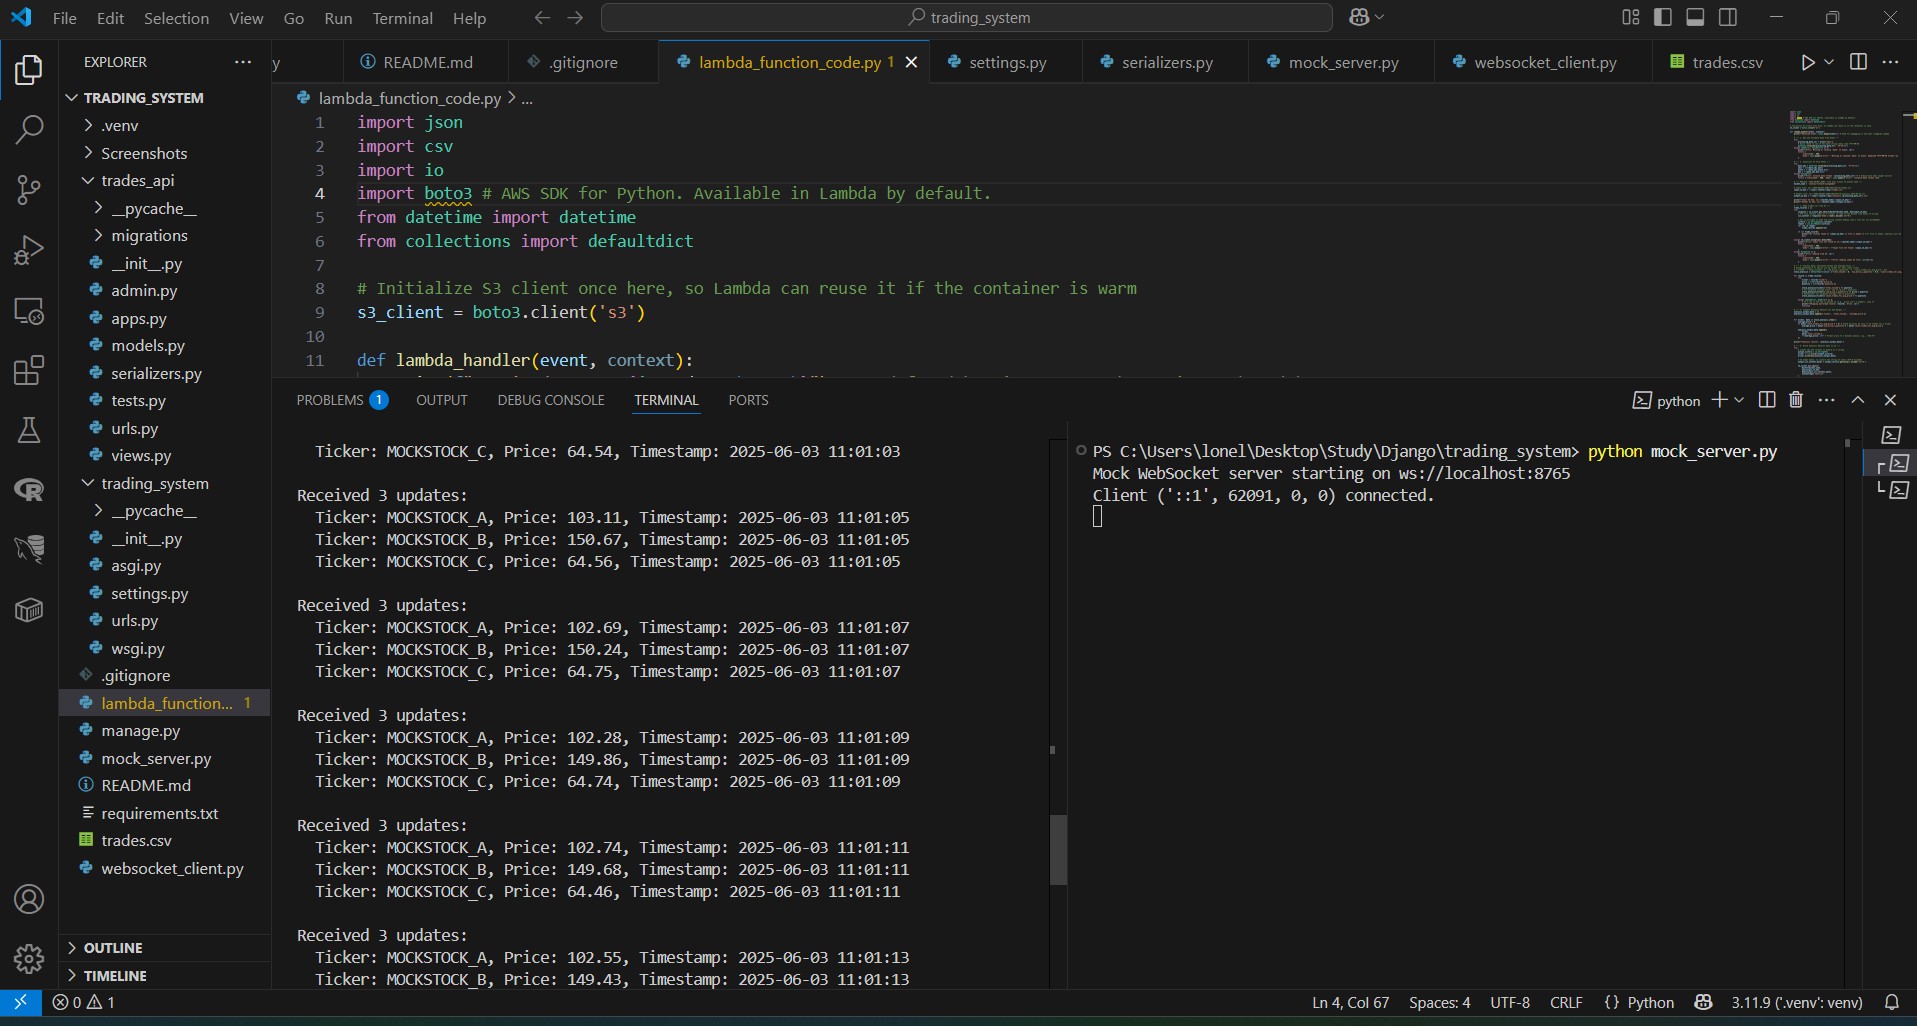 File Edit Selection View Go Run Terminal Help
trading_system
EXPLORER
y
README.md
.gitignore
lambda_function_code.py 1
settings.py
serializers.py
mock_server.py
websocket_client.py
trades.csv
TRADING_SYSTEM
.venv
Screenshots
trades_api
__pycache__
migrations
__init__.py
admin.py
apps.py
models.py
serializers.py
tests.py
urls.py
views.py
trading_system
__pycache__
__init__.py
asgi.py
settings.py
urls.py
wsgi.py
.gitignore
lambda_function... 1
manage.py
mock_server.py
README.md
requirements.txt
trades.csv
websocket_client.py
OUTLINE
TIMELINE
lambda_function_code.py > ...
1 import json
2 import csv
3 import io
4 import boto3 # AWS SDK for Python. Available in Lambda by default.
5 from datetime import datetime
6 from collections import defaultdict
7
8 # Initialize S3 client once here, so Lambda can reuse it if the container is warm
9 s3_client = boto3.client('s3')
10
11 def lambda_handler(event, context):
PROBLEMS 1 OUTPUT DEBUG CONSOLE TERMINAL PORTS
python
Ticker: MOCKSTOCK_C, Price: 64.54, Timestamp: 2025-06-03 11:01:03
Received 3 updates:
Ticker: MOCKSTOCK_A, Price: 103.11, Timestamp: 2025-06-03 11:01:05
Ticker: MOCKSTOCK_B, Price: 150.67, Timestamp: 2025-06-03 11:01:05
Ticker: MOCKSTOCK_C, Price: 64.56, Timestamp: 2025-06-03 11:01:05
Received 3 updates:
Ticker: MOCKSTOCK_A, Price: 102.69, Timestamp: 2025-06-03 11:01:07
Ticker: MOCKSTOCK_B, Price: 150.24, Timestamp: 2025-06-03 11:01:07
Ticker: MOCKSTOCK_C, Price: 64.75, Timestamp: 2025-06-03 11:01:07
Received 3 updates:
Ticker: MOCKSTOCK_A, Price: 102.28, Timestamp: 2025-06-03 11:01:09
Ticker: MOCKSTOCK_B, Price: 149.86, Timestamp: 2025-06-03 11:01:09
Ticker: MOCKSTOCK_C, Price: 64.74, Timestamp: 2025-06-03 11:01:09
Received 3 updates:
Ticker: MOCKSTOCK_A, Price: 102.74, Timestamp: 2025-06-03 11:01:11
Ticker: MOCKSTOCK_B, Price: 149.68, Timestamp: 2025-06-03 11:01:11
Ticker: MOCKSTOCK_C, Price: 64.46, Timestamp: 2025-06-03 11:01:11
Received 3 updates:
Ticker: MOCKSTOCK_A, Price: 102.55, Timestamp: 2025-06-03 11:01:13
Ticker: MOCKSTOCK_B, Price: 149.43, Timestamp: 2025-06-03 11:01:13
PS C:\Users\lonel\Desktop\Study\Django\trading_system> python mock_server.py
Mock WebSocket server starting on ws://localhost:8765
Client ('::1', 62091, 0, 0) connected.
0 1
Ln 4, Col 67 Spaces: 4 UTF-8 CRLF {} Python 3.11.9 ('.venv': venv)